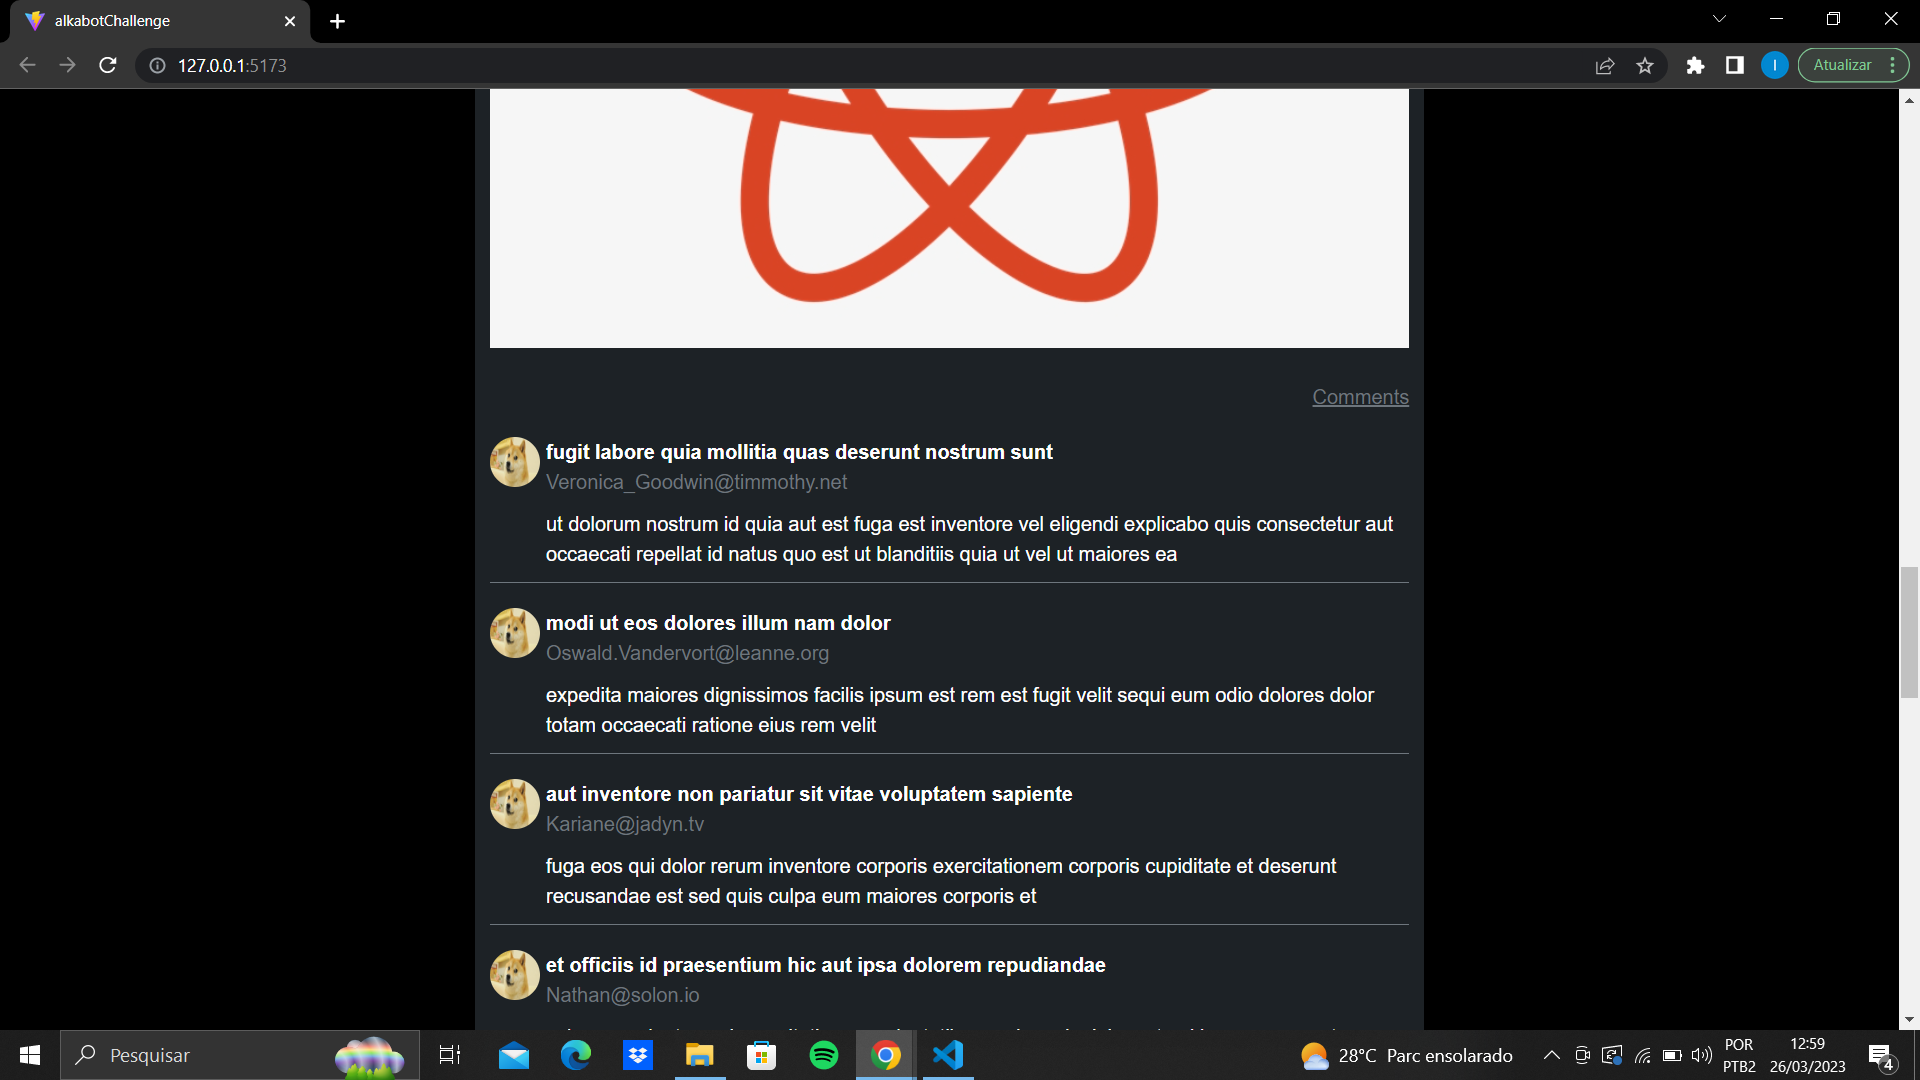 alkabotChallenge
127.0.0.1:5173
I
Atualizar
Comments
fugit labore quia mollitia quas deserunt nostrum sunt
Veronica_Goodwin@timmothy.net
ut dolorum nostrum id quia aut est fuga est inventore vel eligendi explicabo quis consectetur aut
occaecati repellat id natus quo est ut blanditiis quia ut vel ut maiores ea
modi ut eos dolores illum nam dolor
Oswald.Vandervort@leanne.org
expedita maiores dignissimos facilis ipsum est rem est fugit velit sequi eum odio dolores dolor
totam occaecati ratione eius rem velit
aut inventore non pariatur sit vitae voluptatem sapiente
Kariane@jadyn.tv
fuga eos qui dolor rerum inventore corporis exercitationem corporis cupiditate et deserunt
recusandae est sed quis culpa eum maiores corporis et
et officiis id praesentium hic aut ipsa dolorem repudiandae
Nathan@solon.io
Pesquisar
28°C Parc ensolarado
POR
PTB2
12:59
26/03/2023
4